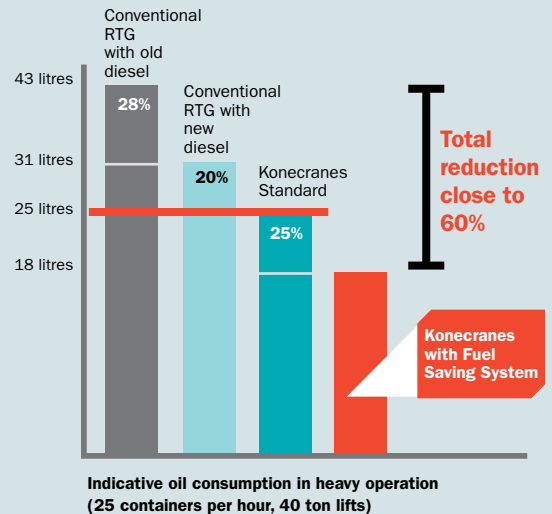 Conventional
RTG
with old
diesel
43 litres
28%
Conventional
RTG with
new
diesel
Total
reduction
close to
60%
31 litres
20%
Konecranes
Standard
25 litres
25%
18 litres
Konecranes
with Fuel
Saving System
Indicative oil consumption in heavy operation
(25 containers per hour, 40 ton lifts)